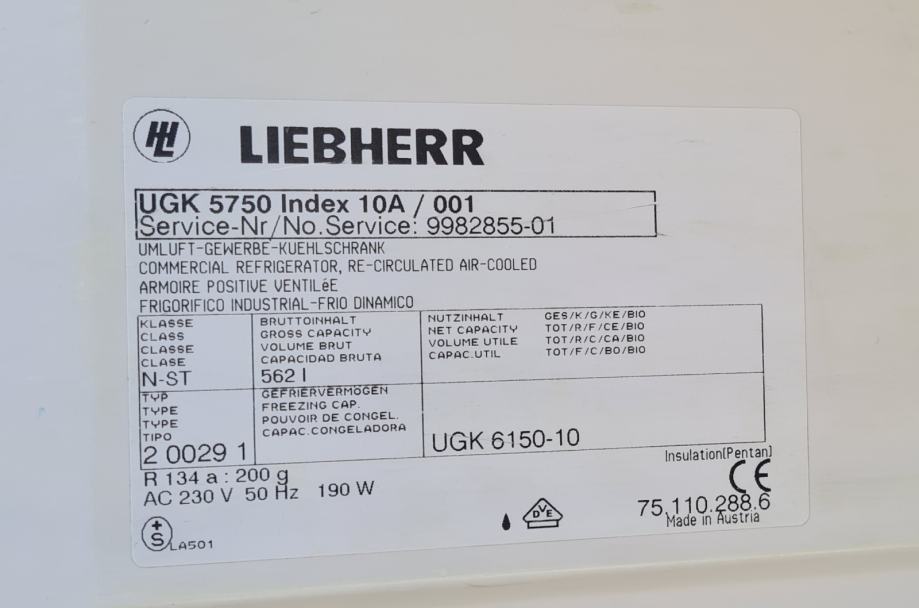 LIEBHERR
UGK 5750 Index 10A / 001
Service-Nr/No.Service: 9982855-01
UMLUFT-GEWERBE-KUEHLSCHRANK
COMMERCIAL REFRIGERATOR, RE-CIRCULATED AIR-COOLED
ARMOIRE POSITIVE VENTILéE
FRIGORIFICO INDUSTRIAL-FRIO DINAMICO
KLASSE
CLASS
CLASSE
CLASE
N-ST
BRUTTOINHALT
GROSS CAPACITY
VOLUME BRUT
CAPACIDAD BRUTA
562 l
NUTZINHALT GES/K/G/KE/BIO
NET CAPACITY TOT/R/F/CE/BIO
VOLUME UTILE TOT/R/C/CA/BIO
CAPAC.UTIL TOT/F/C/BO/BIO
TYP
TYPE
TYPE
TIPO
20029 1
GEFRIERVERMÖGEN
FREEZING CAP.
POUVOIR DE CONGEL.
CAPAC.CONGELADORA
UGK 6150-10
R 134 a : 200 g
AC 230 V 50 Hz 190 W
Insulation(Pentan)
CE
75.110.288.6
Made in Austria
+
S
LA501
DVE